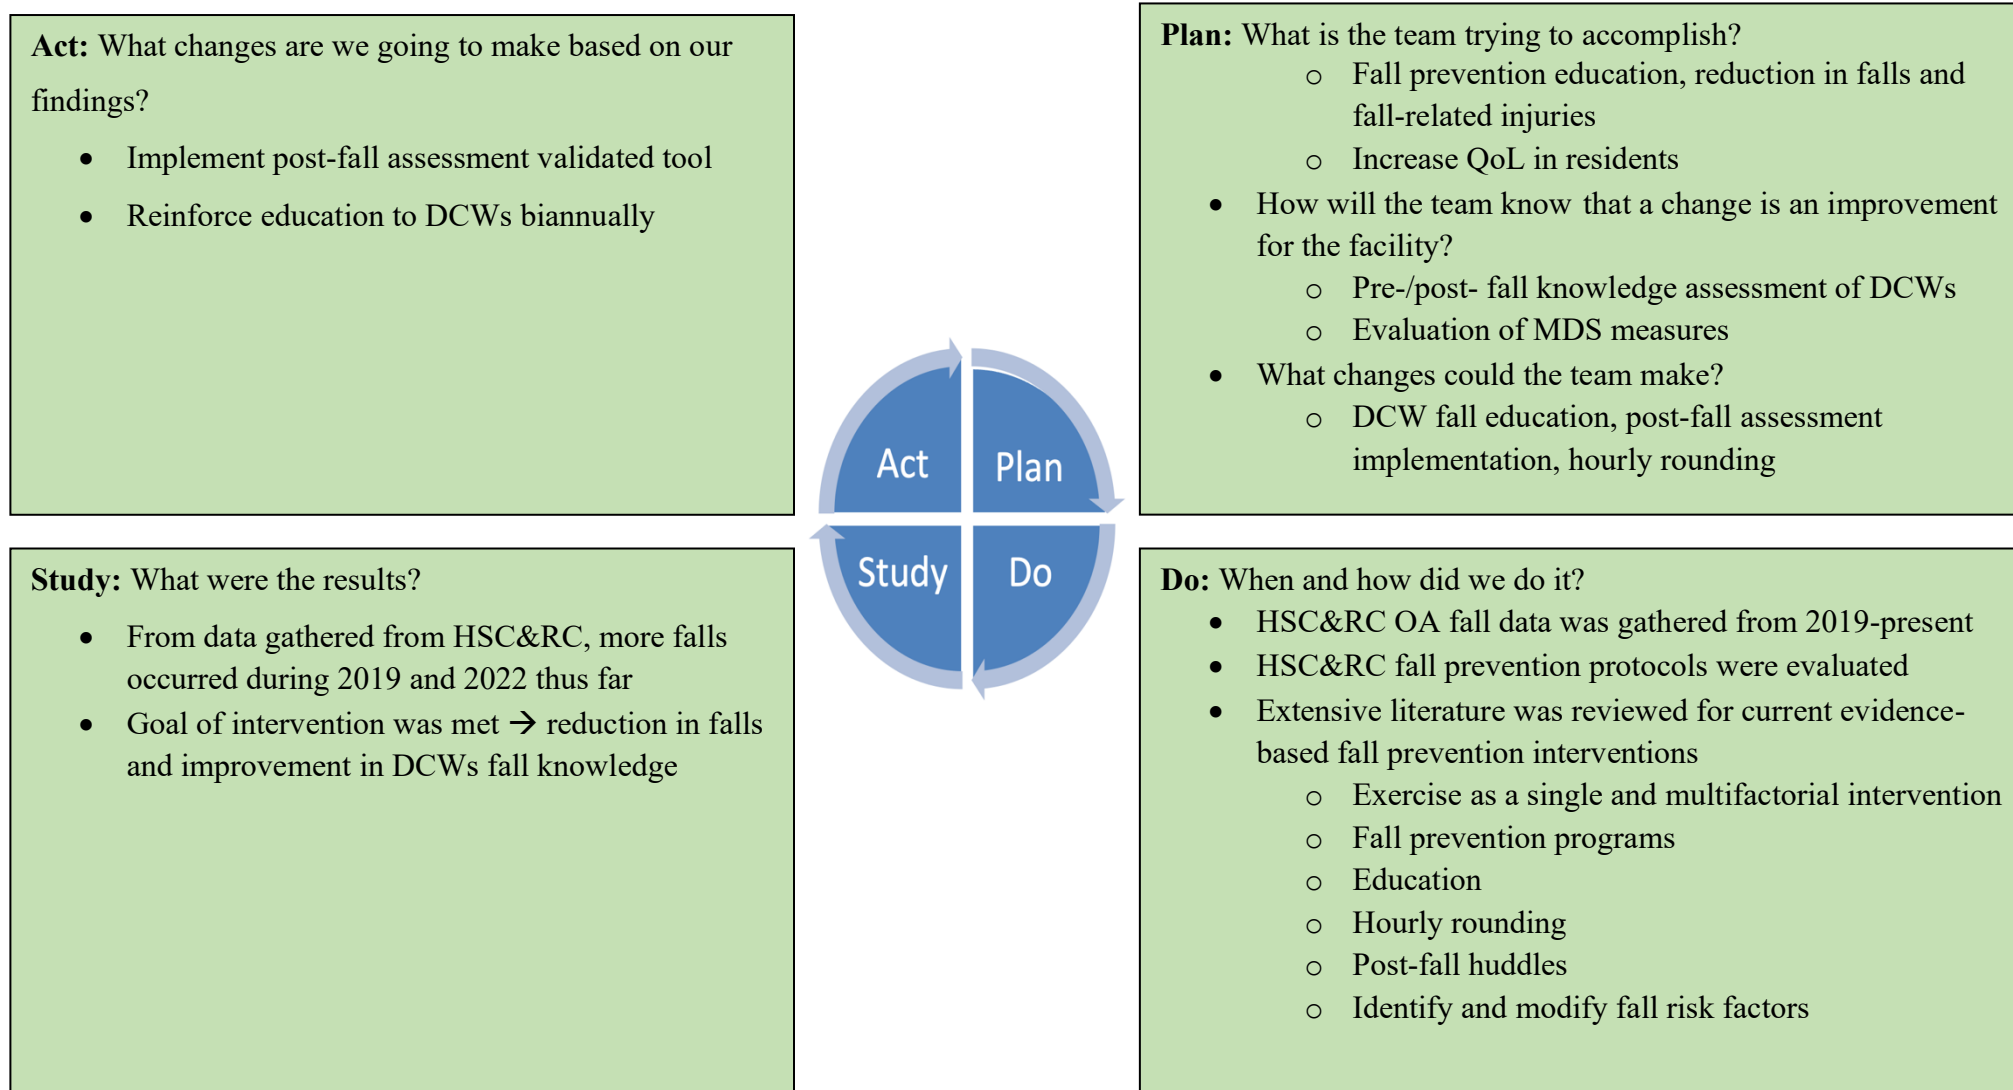 Act: What changes are we going to make based on our
findings?
• Implement post-fall assessment validated tool
• Reinforce education to DCWs biannually
Plan: What is the team trying to accomplish?
o Fall prevention education, reduction in falls and
fall-related injuries
o Increase QoL in residents
• How will the team know that a change is an improvement
for the facility?
o Pre-/post- fall knowledge assessment of DCWs
o Evaluation of MDS measures
• What changes could the team make?
o DCW fall education, post-fall assessment
implementation, hourly rounding
Act
Plan
Study
Do
Study: What were the results?
• From data gathered from HSC&RC, more falls
occurred during 2019 and 2022 thus far
• Goal of intervention was met → reduction in falls
and improvement in DCWs fall knowledge
Do: When and how did we do it?
• HSC&RC OA fall data was gathered from 2019-present
• HSC&RC fall prevention protocols were evaluated
• Extensive literature was reviewed for current evidence-
based fall prevention interventions
o Exercise as a single and multifactorial intervention
o Fall prevention programs
o Education
o Hourly rounding
o Post-fall huddles
o Identify and modify fall risk factors